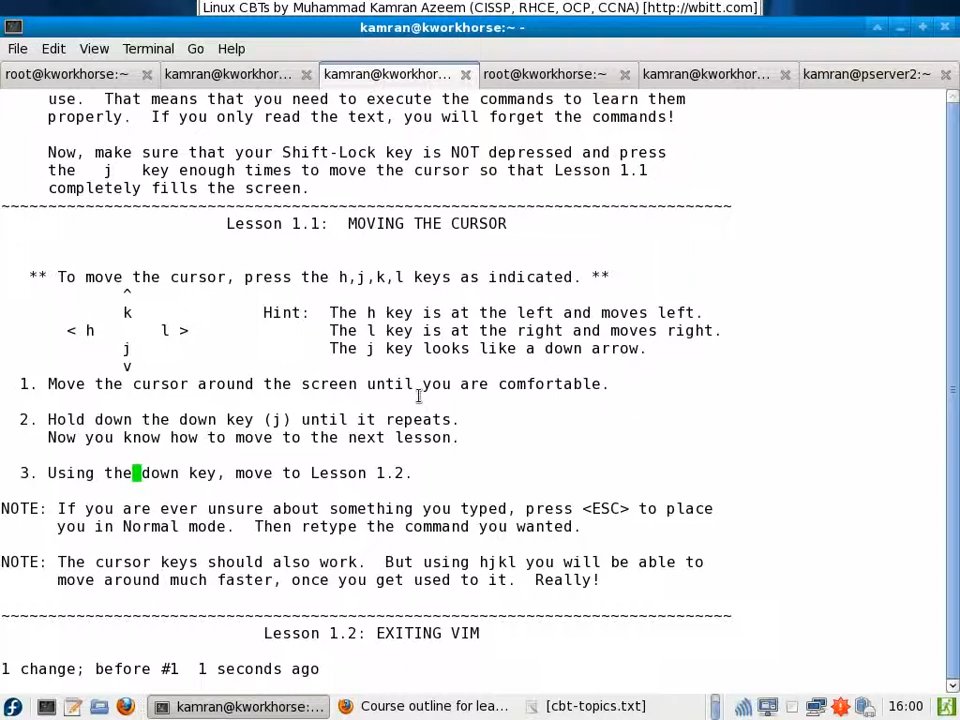 Linux CBTs by Muhammad Kamran Azeem (CISSP, RHCE, OCP, CCNA) [http://wbitt.com]
kamran@kworkhorse:~ -
File Edit View Terminal Go Help
root@kworkhorse:~ kamran@kworkhor... kamran@kworkhor... root@kworkhorse:~ kamran@kworkhor... kamran@pserver2:~
use.  That means that you need to execute the commands to learn them
properly.  If you only read the text, you will forget the commands!
Now, make sure that your Shift-Lock key is NOT depressed and press
the   j   key enough times to move the cursor so that Lesson 1.1
completely fills the screen.
~~~~~~~~~~~~~~~~~~~~~~~~~~~~~~~~~~~~~~~~~~~~~~~~~~~~~~~~~~~~~~~~~~~~~~~~~~~~~~
Lesson 1.1:  MOVING THE CURSOR
** To move the cursor, press the h,j,k,l keys as indicated. **
^
k              Hint:  The h key is at the left and moves left.
< h       l >               The l key is at the right and moves right.
j                     The j key looks like a down arrow.
v
1. Move the cursor around the screen until you are comfortable.
2. Hold down the down key (j) until it repeats.
Now you know how to move to the next lesson.
3. Using the down key, move to Lesson 1.2.
NOTE: If you are ever unsure about something you typed, press <ESC> to place
you in Normal mode.  Then retype the command you wanted.
NOTE: The cursor keys should also work.  But using hjkl you will be able to
move around much faster, once you get used to it.  Really!
~~~~~~~~~~~~~~~~~~~~~~~~~~~~~~~~~~~~~~~~~~~~~~~~~~~~~~~~~~~~~~~~~~~~~~~~~~~~~~
Lesson 1.2: EXITING VIM
1 change; before #1  1 seconds ago
kamran@kworkhorse:... Course outline for lea... [cbt-topics.txt] 16:00